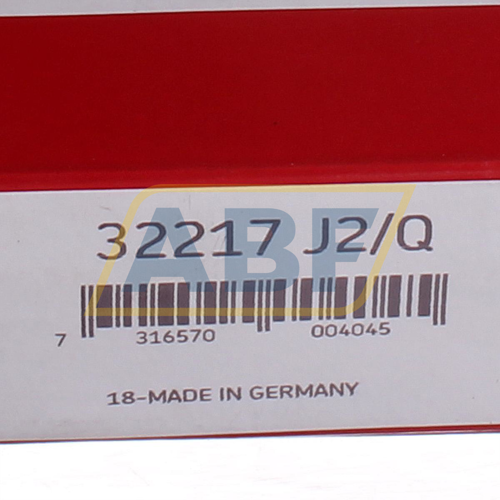 32217 J2/Q
ABF
7 316570 004045
18-MADE IN GERMANY